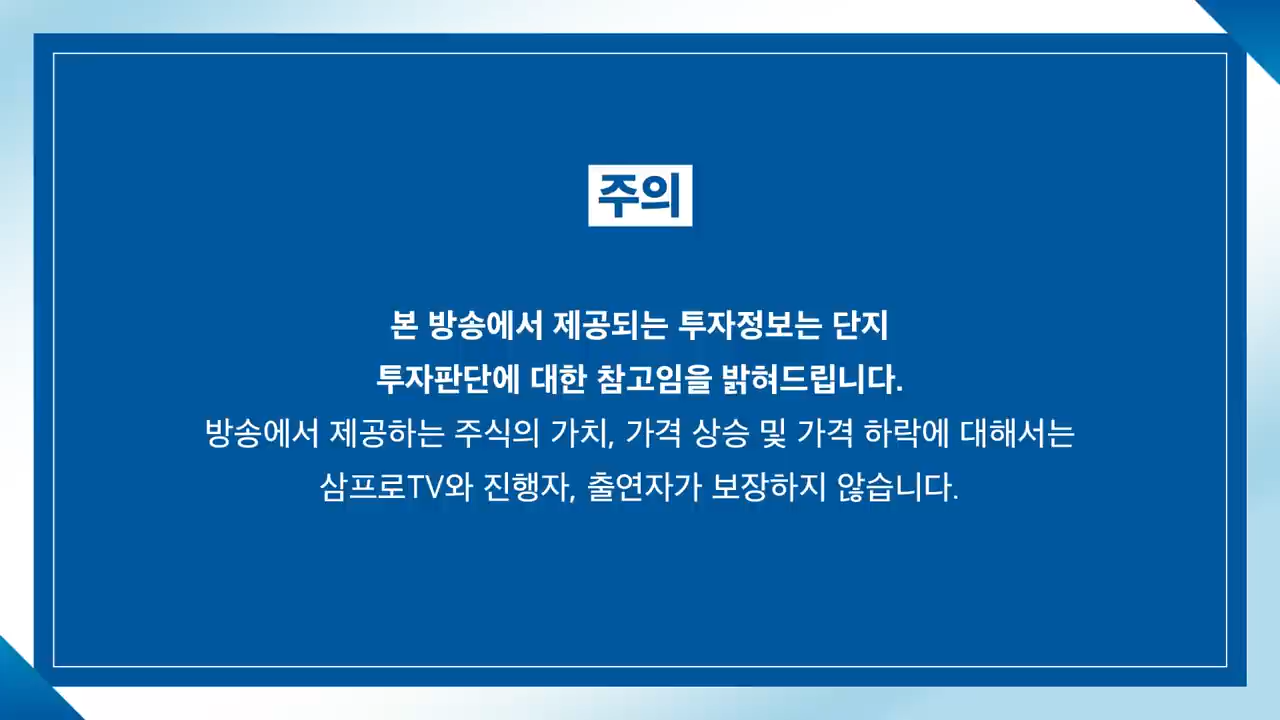 주의
본 방송에서 제공되는 투자정보는 단지
투자판단에 대한 참고임을 밝혀드립니다.
방송에서 제공하는 주식의 가치, 가격 상승 및 가격 하락에 대해서는
삼프로TV와 진행자, 출연자가 보장하지 않습니다.